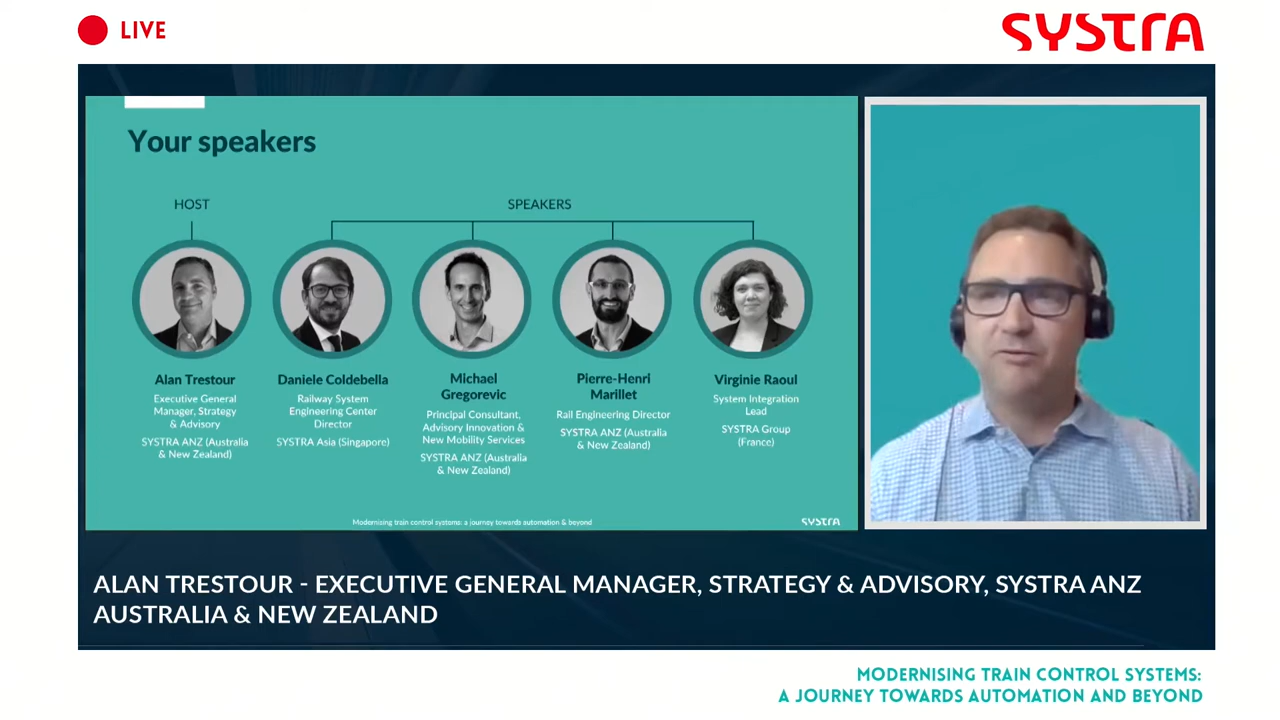 LIVE
SYSTRA
Your speakers
HOST
SPEAKERS
Alan Trestour
Executive General
Manager, Strategy
& Advisory
SYSTRA ANZ (Australia
& New Zealand)
Daniele Coldebella
Railway System
Engineering Center
Director
SYSTRA Asia (Singapore)
Michael
Gregorevic
Principal Consultant,
Advisory Innovation &
New Mobility Services
SYSTRA ANZ (Australia
& New Zealand)
Pierre-Henri
Marillet
Rail Engineering Director
SYSTRA ANZ (Australia
& New Zealand)
Virginie Raoul
System Integration
Lead
SYSTRA Group
(France)
Modernising train control systems: a journey towards automation & beyond
SYSTRA
ALAN TRESTOUR - EXECUTIVE GENERAL MANAGER, STRATEGY & ADVISORY, SYSTRA ANZ
AUSTRALIA & NEW ZEALAND
MODERNISING TRAIN CONTROL SYSTEMS:
A JOURNEY TOWARDS AUTOMATION AND BEYOND